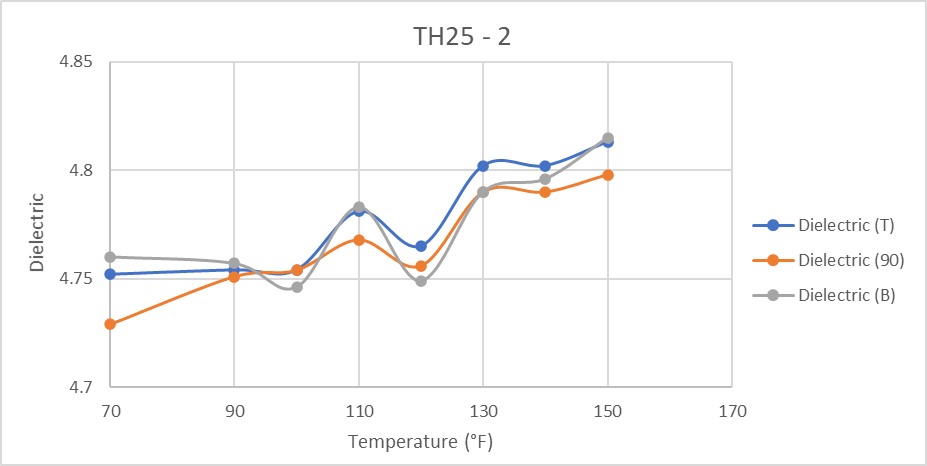 TH25 - 2
4.85
4.8
4.75
4.7
Dielectric
70 90 110 130 150 170
Temperature (°F)
Dielectric (T)
Dielectric (90)
Dielectric (B)